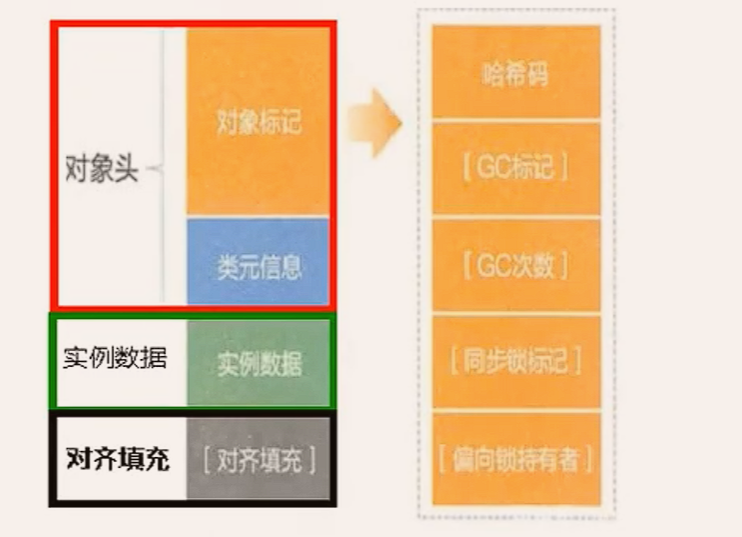 对象头
对象标记
类元信息
实例数据
实例数据
对齐填充
[ 对齐填充 ]
哈希码
[ GC标记 ]
[ GC次数 ]
[ 同步锁标记 ]
[ 偏向锁持有者 ]